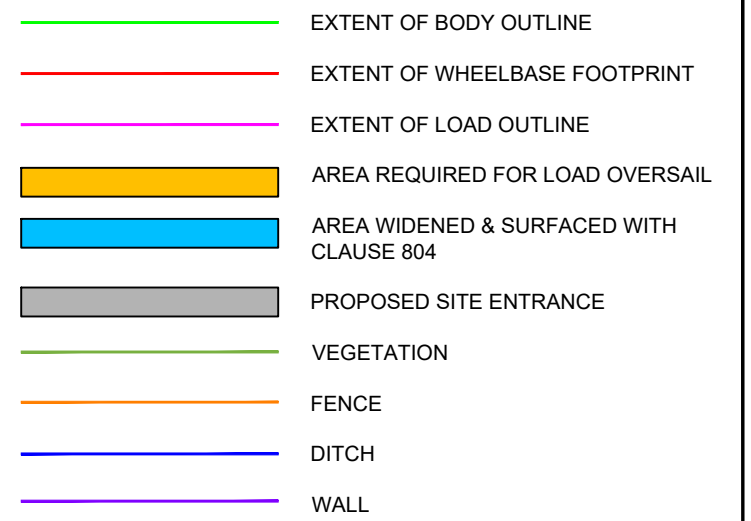 EXTENT OF BODY OUTLINE
EXTENT OF WHEELBASE FOOTPRINT
EXTENT OF LOAD OUTLINE
AREA REQUIRED FOR LOAD OVERSAIL
AREA WIDENED & SURFACED WITH
CLAUSE 804
PROPOSED SITE ENTRANCE
VEGETATION
FENCE
DITCH
WALL